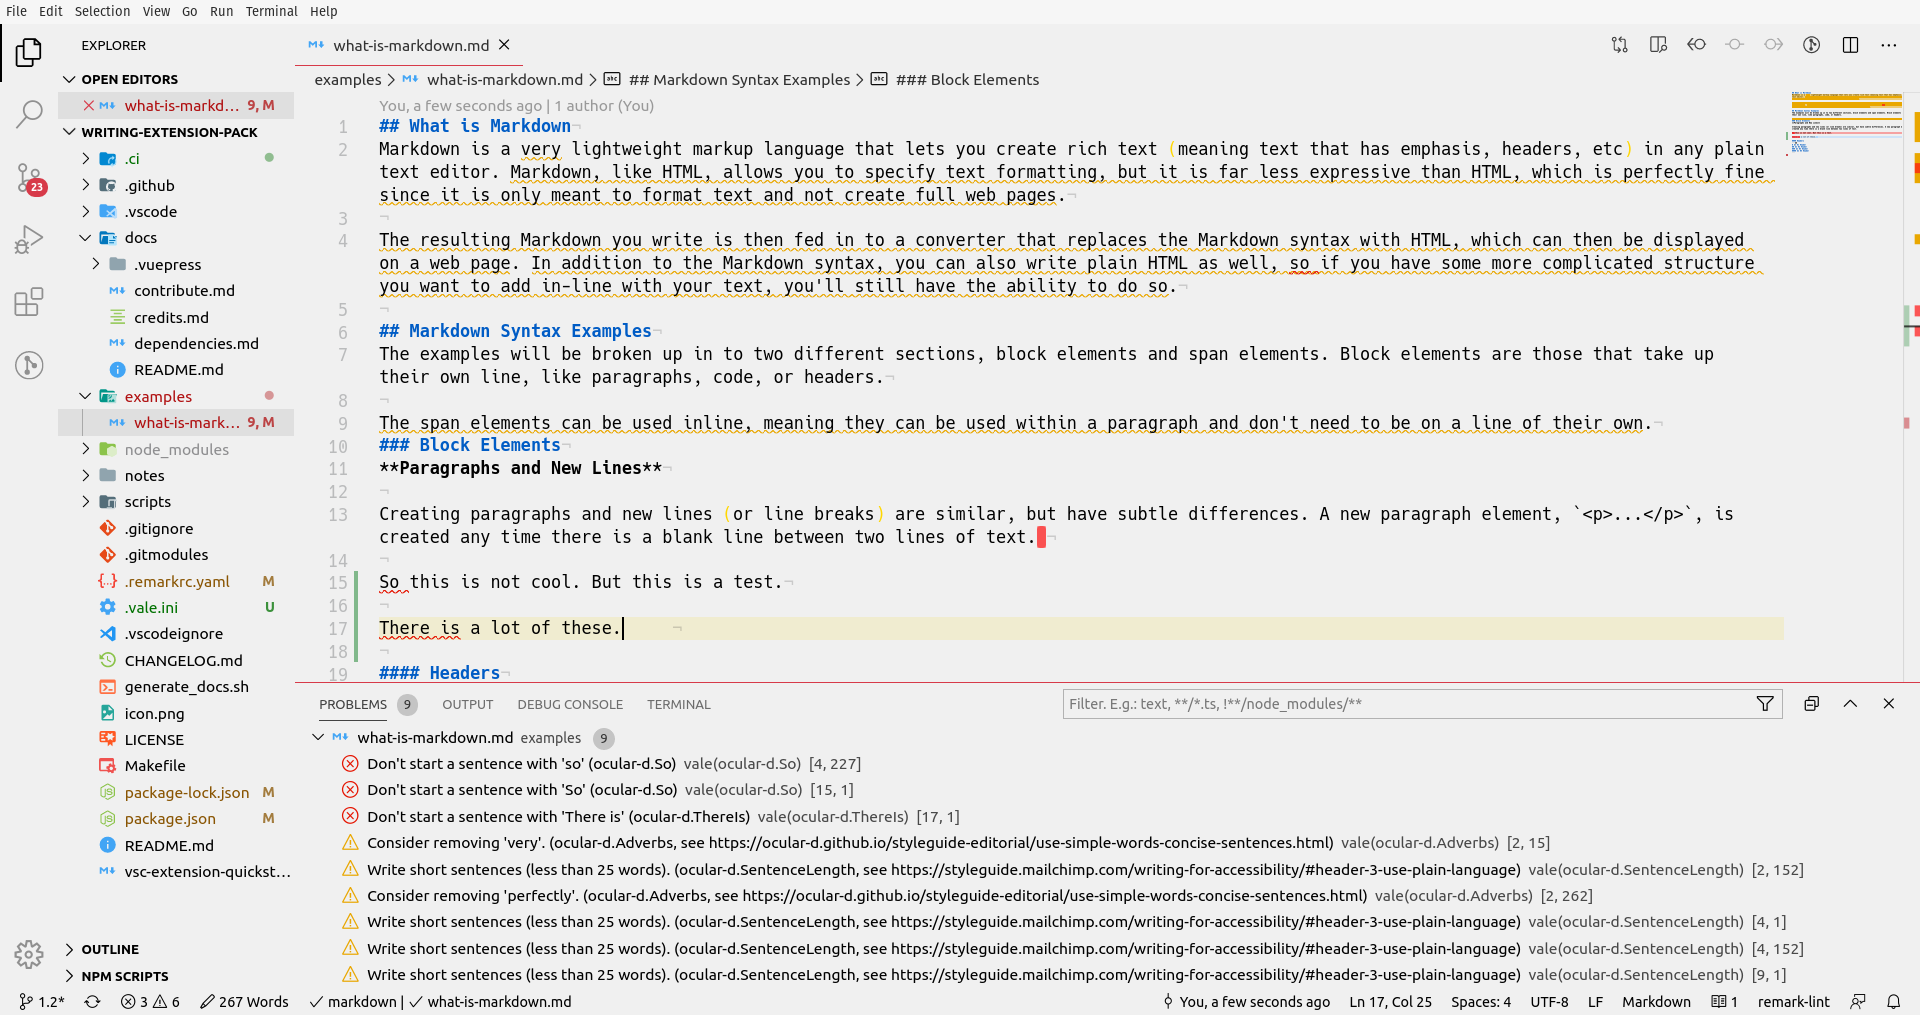 File Edit Selection View Go Run Terminal Help
EXPLORER
OPEN EDITORS
what-is-markd... 9, M
WRITING-EXTENSION-PACK
.ci
.github
.vscode
docs
.vuepress
contribute.md
credits.md
dependencies.md
README.md
examples
what-is-mark... 9, M
node_modules
notes
scripts
.gitignore
.gitmodules
.remarkrc.yaml M
.vale.ini U
.vscodeignore
CHANGELOG.md
generate_docs.sh
icon.png
LICENSE
Makefile
package-lock.json M
package.json M
README.md
vsc-extension-quickst...
OUTLINE
NPM SCRIPTS
23
what-is-markdown.md
examples > what-is-markdown.md > ## Markdown Syntax Examples > ### Block Elements
You, a few seconds ago | 1 author (You)
1 ## What is Markdown¬
2 Markdown is a very lightweight markup language that lets you create rich text (meaning text that has emphasis, headers, etc) in any plain
text editor. Markdown, like HTML, allows you to specify text formatting, but it is far less expressive than HTML, which is perfectly fine
since it is only meant to format text and not create full web pages.¬
3 ¬
4 The resulting Markdown you write is then fed in to a converter that replaces the Markdown syntax with HTML, which can then be displayed
on a web page. In addition to the Markdown syntax, you can also write plain HTML as well, so if you have some more complicated structure
you want to add in-line with your text, you'll still have the ability to do so.¬
5 ¬
6 ## Markdown Syntax Examples¬
7 The examples will be broken up in to two different sections, block elements and span elements. Block elements are those that take up
their own line, like paragraphs, code, or headers.¬
8 ¬
9 The span elements can be used inline, meaning they can be used within a paragraph and don't need to be on a line of their own.¬
10 ### Block Elements¬
11 **Paragraphs and New Lines**¬
12 ¬
13 Creating paragraphs and new lines (or line breaks) are similar, but have subtle differences. A new paragraph element, `<p>...</p>`, is
created any time there is a blank line between two lines of text. ¬
14 ¬
15 So this is not cool. But this is a test.¬
16 ¬
17 There is a lot of these. ¬
18 ¬
19 #### Headers¬
PROBLEMS 9 OUTPUT DEBUG CONSOLE TERMINAL Filter. E.g.: text, **/*.ts, !**/node_modules/**
what-is-markdown.md examples 9
Don't start a sentence with 'so' (ocular-d.So) vale(ocular-d.So) [4, 227]
Don't start a sentence with 'So' (ocular-d.So) vale(ocular-d.So) [15, 1]
Don't start a sentence with 'There is' (ocular-d.ThereIs) vale(ocular-d.ThereIs) [17, 1]
Consider removing 'very'. (ocular-d.Adverbs, see https://ocular-d.github.io/styleguide-editorial/use-simple-words-concise-sentences.html) vale(ocular-d.Adverbs) [2, 15]
Write short sentences (less than 25 words). (ocular-d.SentenceLength, see https://styleguide.mailchimp.com/writing-for-accessibility/#header-3-use-plain-language) vale(ocular-d.SentenceLength) [2, 152]
Consider removing 'perfectly'. (ocular-d.Adverbs, see https://ocular-d.github.io/styleguide-editorial/use-simple-words-concise-sentences.html) vale(ocular-d.Adverbs) [2, 262]
Write short sentences (less than 25 words). (ocular-d.SentenceLength, see https://styleguide.mailchimp.com/writing-for-accessibility/#header-3-use-plain-language) vale(ocular-d.SentenceLength) [4, 1]
Write short sentences (less than 25 words). (ocular-d.SentenceLength, see https://styleguide.mailchimp.com/writing-for-accessibility/#header-3-use-plain-language) vale(ocular-d.SentenceLength) [4, 152]
Write short sentences (less than 25 words). (ocular-d.SentenceLength, see https://styleguide.mailchimp.com/writing-for-accessibility/#header-3-use-plain-language) vale(ocular-d.SentenceLength) [9, 1]
1.2* 3 6 267 Words markdown | what-is-markdown.md You, a few seconds ago Ln 17, Col 25 Spaces: 4 UTF-8 LF Markdown 1 remark-lint